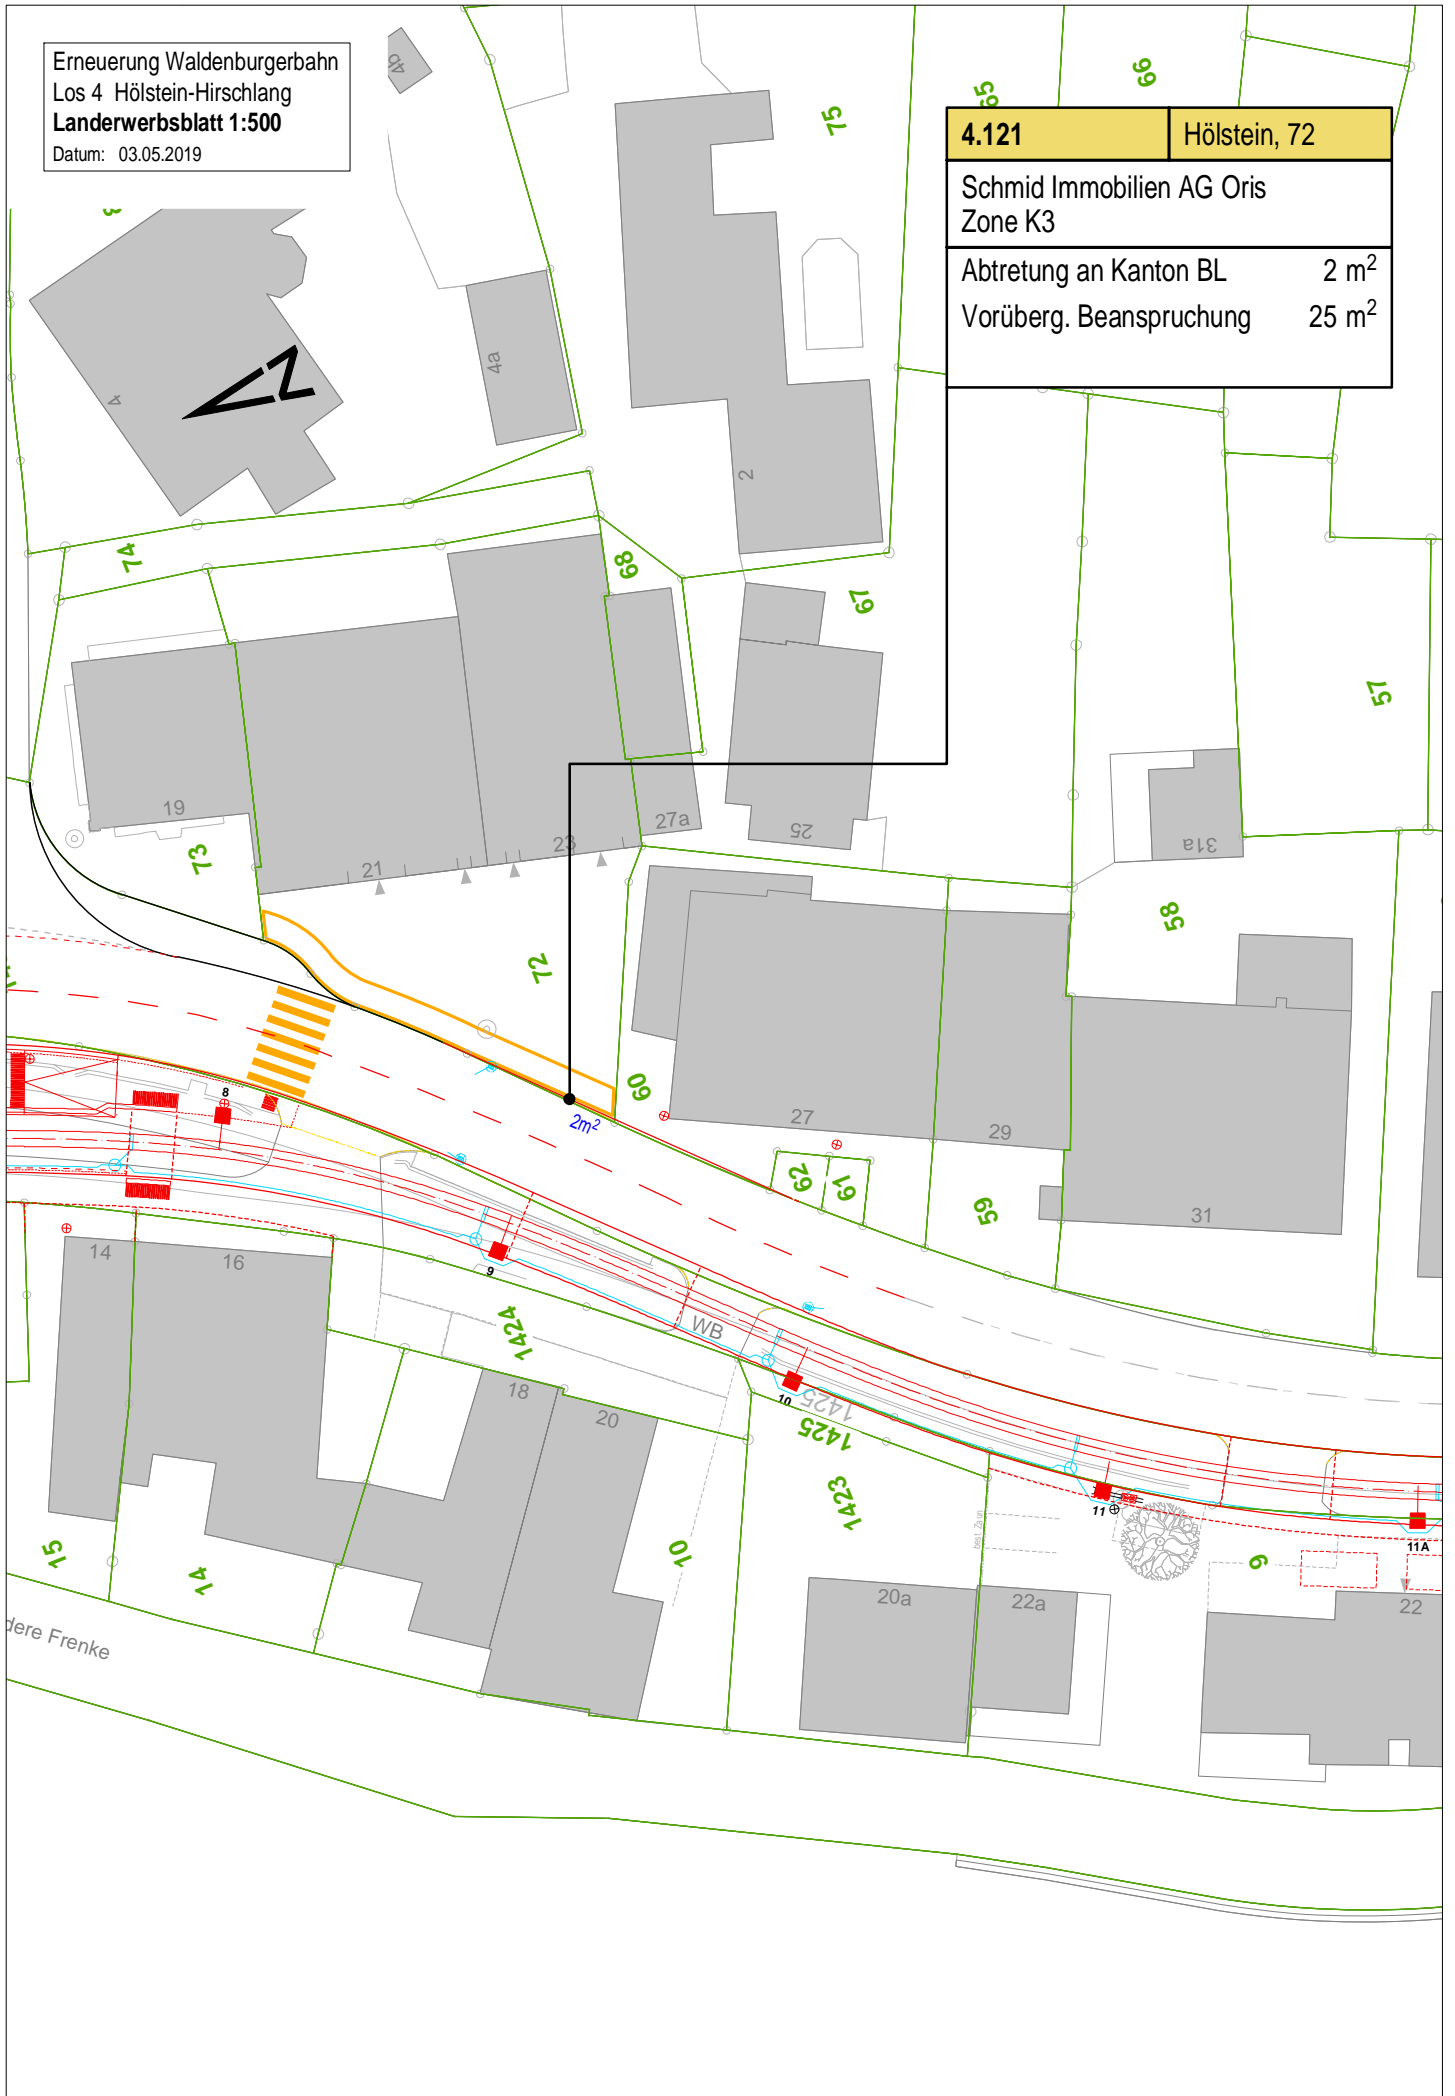 Erneuerung Waldenburgerbahn
Los 4 Hölstein-Hirschlang
Landerwerbsblatt 1:500
Datum: 03.05.2019
4.121 Hölstein, 72
Schmid Immobilien AG Oris
Zone K3
Abtretung an Kanton BL 2 m²
Vorüberg. Beanspruchung 25 m²
4b
75
65
66
4
4a
2
74
68
67
57
19
21
23
27a
25
31a
73
72
58
60
27
29
31
62
61
59
2m²
8
14
16
9
1424
WB
18
20
10
1425
1425
1423
11
11A
best. Zaun
15
14
10
9
20a
22a
22
dere Frenke